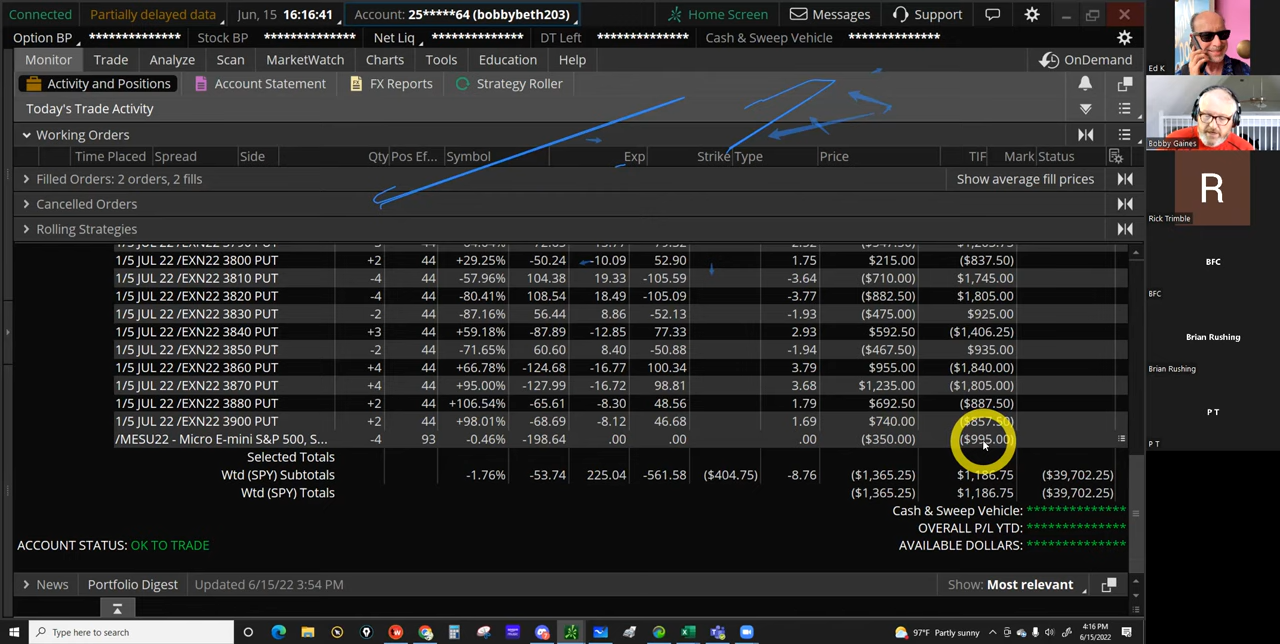 Connected Partially delayed data Jun, 15 16:16:41 Account: 25*****64 (bobbybeth203) Home Screen Messages Support
Option BP ************** Stock BP ************** Net Liq ************** DT Left ************** Cash & Sweep Vehicle **************
Monitor Trade Analyze Scan MarketWatch Charts Tools Education Help OnDemand
Activity and Positions Account Statement FX Reports Strategy Roller
Today's Trade Activity
Working Orders
Time Placed Spread Side Qty Pos Ef... Symbol Exp Strike Type Price TIF Mark Status
Filled Orders: 2 orders, 2 fills Show average fill prices
Cancelled Orders
Rolling Strategies
1/5 JUL 22 /EXN22 3800 PUT +2 44 +29.25% -50.24 -10.09 52.90 1.75 $215.00 ($837.50)
1/5 JUL 22 /EXN22 3810 PUT -4 44 -57.96% 104.38 19.33 -105.59 -3.64 ($710.00) $1,745.00
1/5 JUL 22 /EXN22 3820 PUT -4 44 -80.41% 108.54 18.49 -105.09 -3.77 ($882.50) $1,805.00
1/5 JUL 22 /EXN22 3830 PUT -2 44 -87.16% 56.44 8.86 -52.13 -1.93 ($475.00) $925.00
1/5 JUL 22 /EXN22 3840 PUT +3 44 +59.18% -87.89 -12.85 77.33 2.93 $592.50 ($1,406.25)
1/5 JUL 22 /EXN22 3850 PUT -2 44 -71.65% 60.60 8.40 -50.88 -1.94 ($467.50) $935.00
1/5 JUL 22 /EXN22 3860 PUT +4 44 +66.78% -124.68 -16.77 100.34 3.79 $955.00 ($1,840.00)
1/5 JUL 22 /EXN22 3870 PUT +4 44 +95.00% -127.99 -16.72 98.81 3.68 $1,235.00 ($1,805.00)
1/5 JUL 22 /EXN22 3880 PUT +2 44 +106.54% -65.61 -8.30 48.56 1.79 $692.50 ($887.50)
1/5 JUL 22 /EXN22 3900 PUT +2 44 +98.01% -68.69 -8.12 46.68 1.69 $740.00 ($857.50)
/MESU22 - Micro E-mini S&P 500, S... -4 93 -0.46% -198.64 .00 .00 .00 ($350.00) ($995.00)
Selected Totals
Wtd (SPY) Subtotals -1.76% -53.74 225.04 -561.58 ($404.75) -8.76 ($1,365.25) $1,186.75 ($39,702.25)
Wtd (SPY) Totals ($1,365.25) $1,186.75 ($39,702.25)
Cash & Sweep Vehicle: **************
OVERALL P/L YTD: **************
ACCOUNT STATUS: OK TO TRADE AVAILABLE DOLLARS: **************
News Portfolio Digest Updated 6/15/22 3:54 PM Show: Most relevant
Type here to search 97°F Partly sunny 4:16 PM
6/15/2022
Ed K
Bobby Gaines
R
Rick Trimble
BFC
BFC
Brian Rushing
Brian Rushing
P T
P T